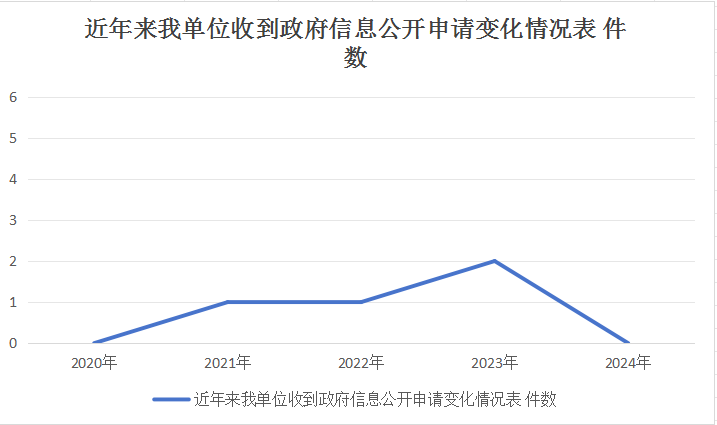 近年来我单位收到政府信息公开申请变化情况表 件
数
6
5
4
3
2
1
0
2020年
2021年
2022年
2023年
2024年
近年来我单位收到政府信息公开申请变化情况表 件数